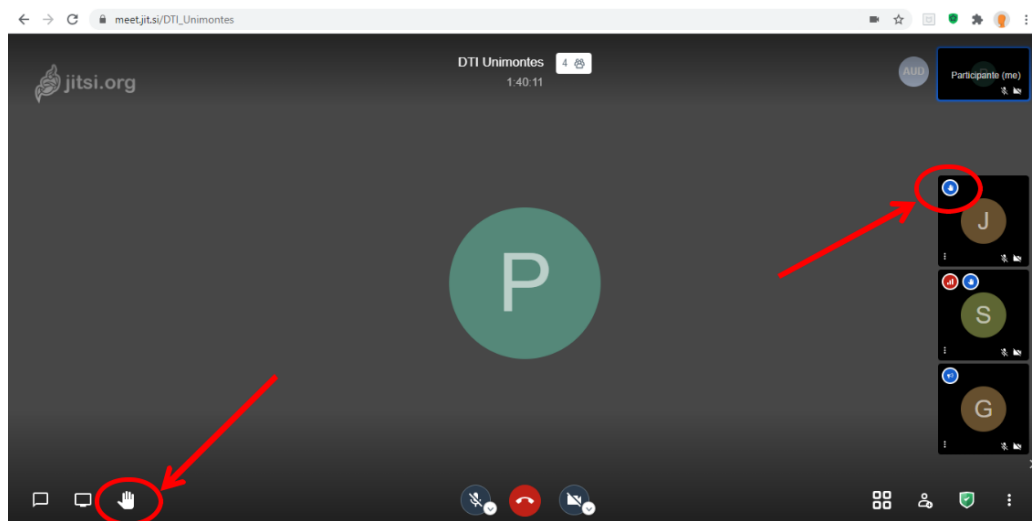 meet.jit.si/DTI_Unimontes
jitsi.org
DTI Unimontes 4
1:40:11
AUD
P
Participante (me)
J
S
G
P